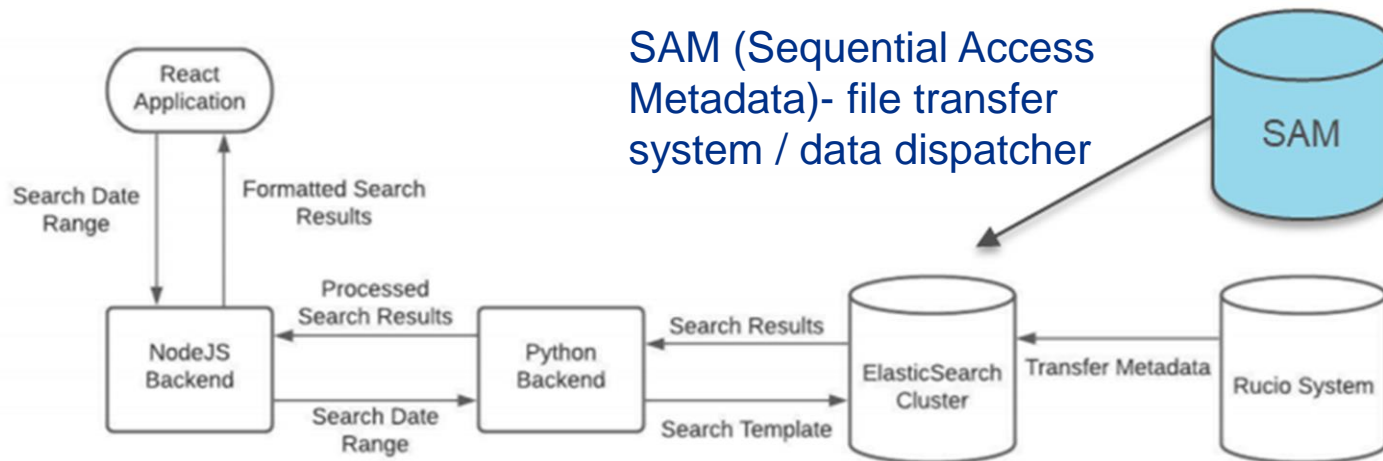 SAM (Sequential Access
Metadata)- file transfer
system / data dispatcher
SAM
React
Application
Search Date
Range
Formatted Search
Results
Processed
Search Results
NodeJS
Backend
Search Date
Range
Python
Backend
Search Results
Search Template
ElasticSearch
Cluster
Transfer Metadata
Rucio System